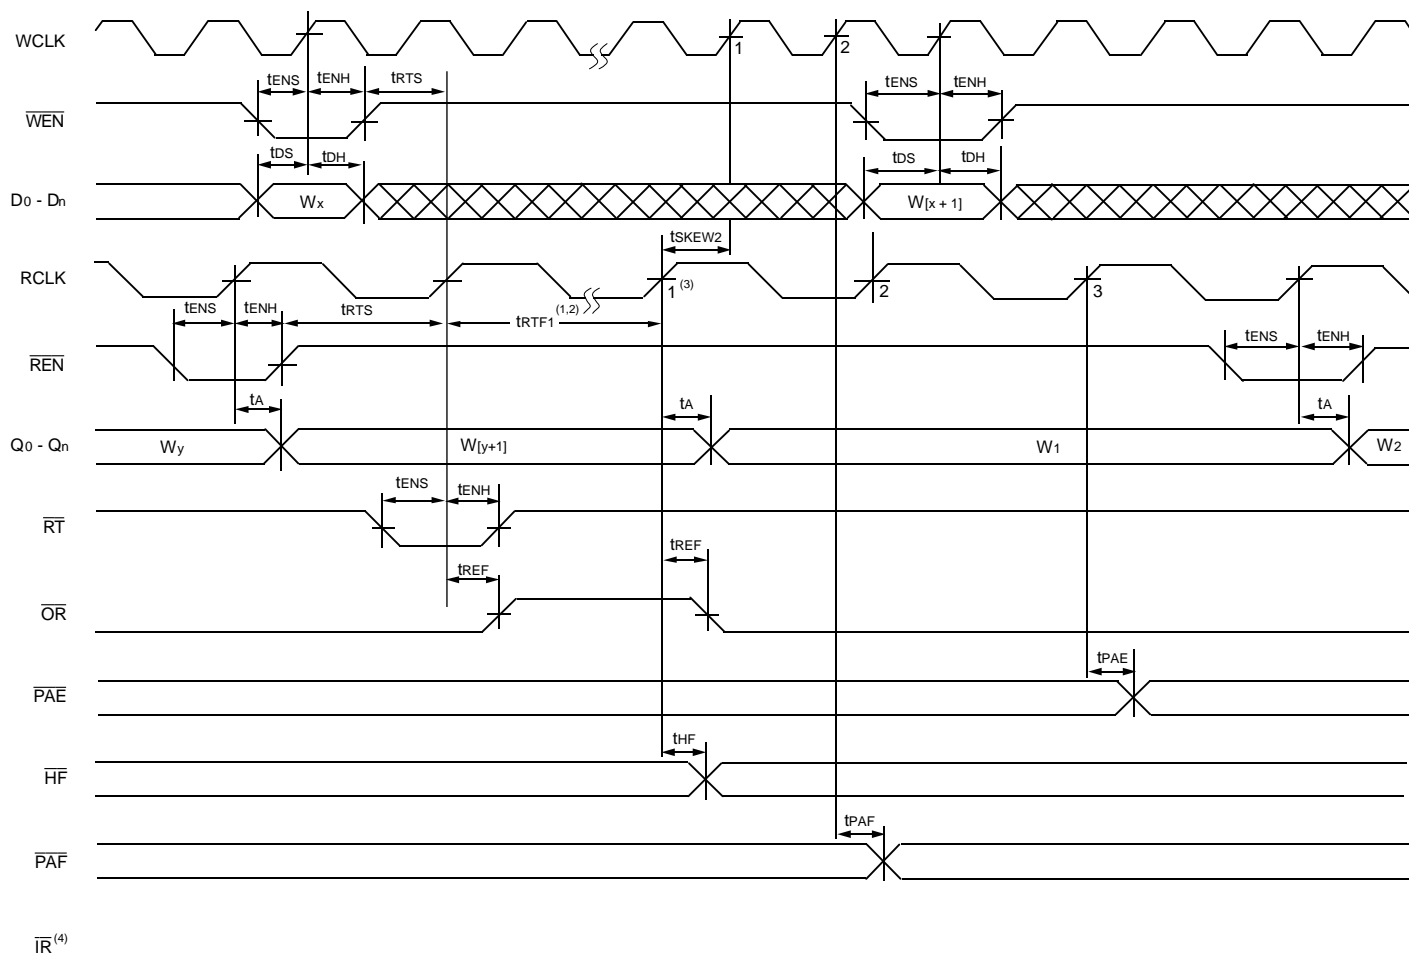 WCLK
1
2
tENS
tENH
tRTS
tENS
tENH
WEN
tDS
tDH
tDS
tDH
D0 - Dn
Wx
W[x + 1]
tSKEW2
RCLK
1(3)
2
3
tENS
tENH
tRTS
tRTF1(1,2)
tENS
tENH
REN
tA
tA
tA
Q0 - Qn
Wy
W[y+1]
W1
W2
tENS
tENH
RT
tREF
tREF
OR
tPAE
PAE
tHF
HF
tPAF
PAF
IR(4)